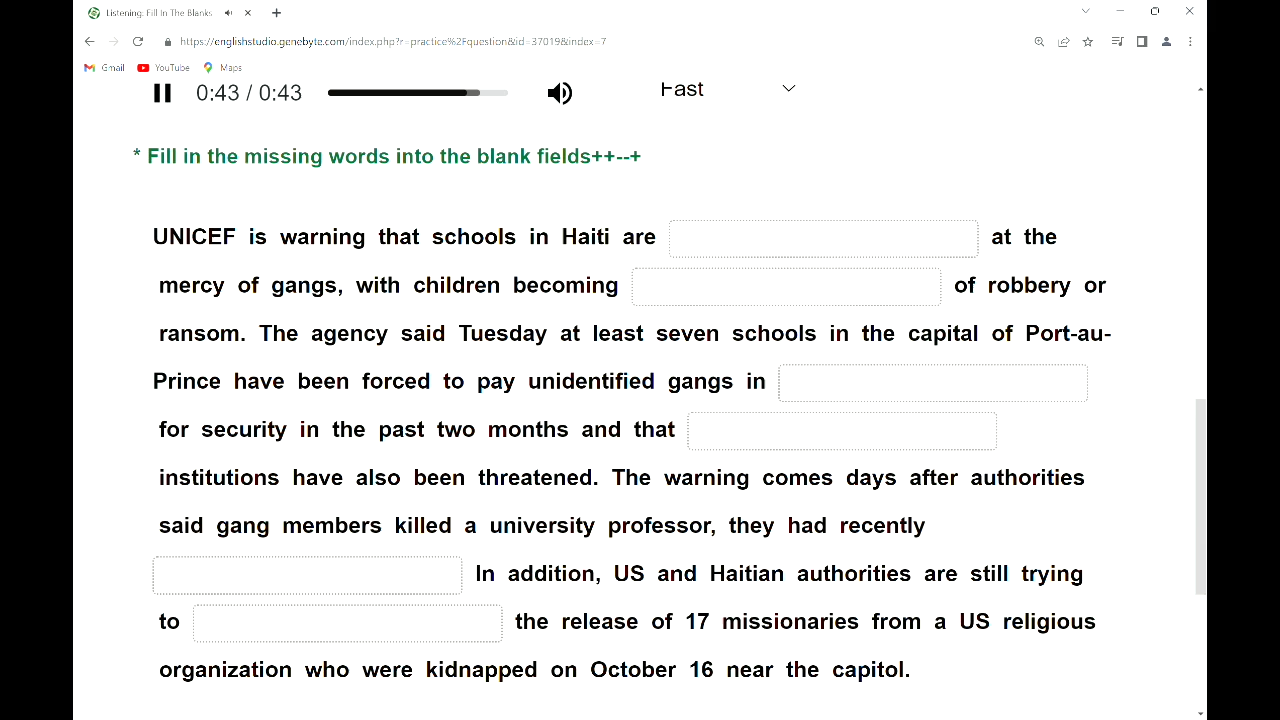 Listening: Fill In The Blanks
https://englishstudio.genebyte.com/index.php?r=practice%2Fquestion&id=37019&index=7
Gmail YouTube Maps
0:43 / 0:43 Fast
* Fill in the missing words into the blank fields++--+
UNICEF is warning that schools in Haiti are at the
mercy of gangs, with children becoming of robbery or
ransom. The agency said Tuesday at least seven schools in the capital of Port-au-
Prince have been forced to pay unidentified gangs in
for security in the past two months and that
institutions have also been threatened. The warning comes days after authorities
said gang members killed a university professor, they had recently
In addition, US and Haitian authorities are still trying
to the release of 17 missionaries from a US religious
organization who were kidnapped on October 16 near the capitol.